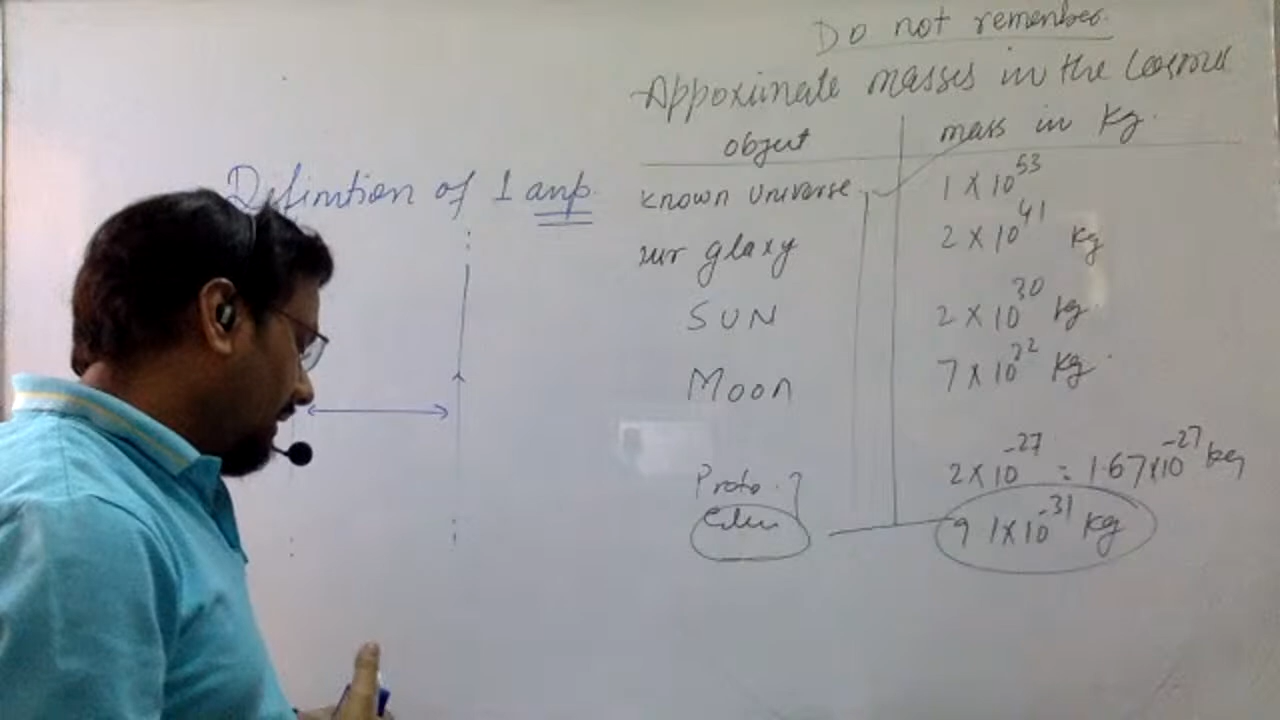 Do not remember.
Appoximate masses in the Cosmos
object mass in Kg.
Known Universe 1 × 10^53
our glaxy 2 × 10^41 kg
SUN 2 × 10^30 kg.
Moon 7 × 10^22 Kg.
Proto. 2 × 10^-27 = 1.67×10^-27 kg
9 1×10^-31 kg
Definition of 1 amp.